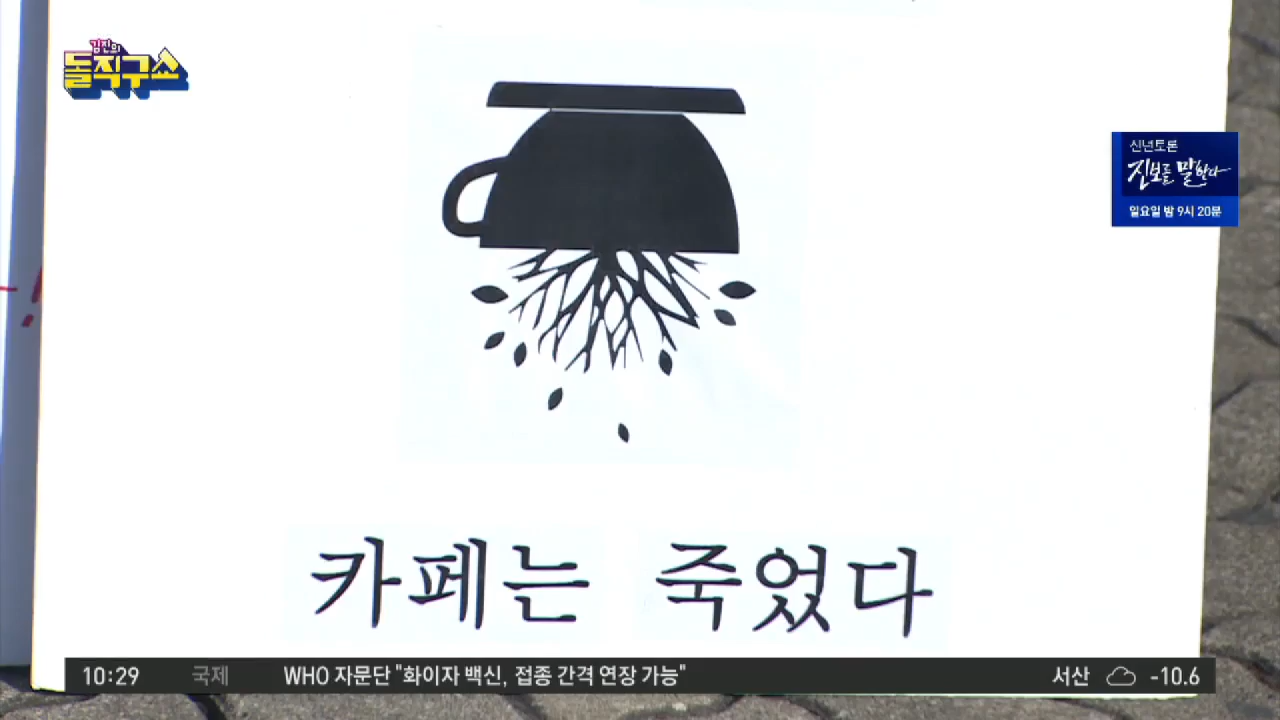 김진의
돌직구쇼
신년토론
진보를 말한다
일요일 밤 9시 20분
카페는 죽었다
10:29 국제 WHO 자문단 "화이자 백신, 접종 간격 연장 가능" 서산 -10.6